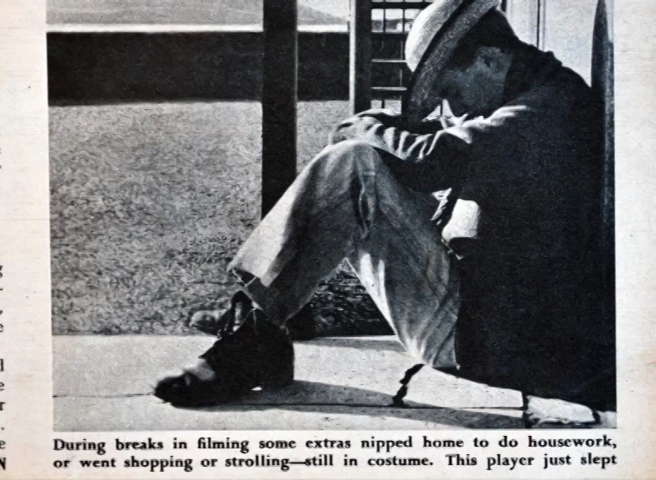 During breaks in filming some extras nipped home to do housework,
or went shopping or strolling—still in costume. This player just slept